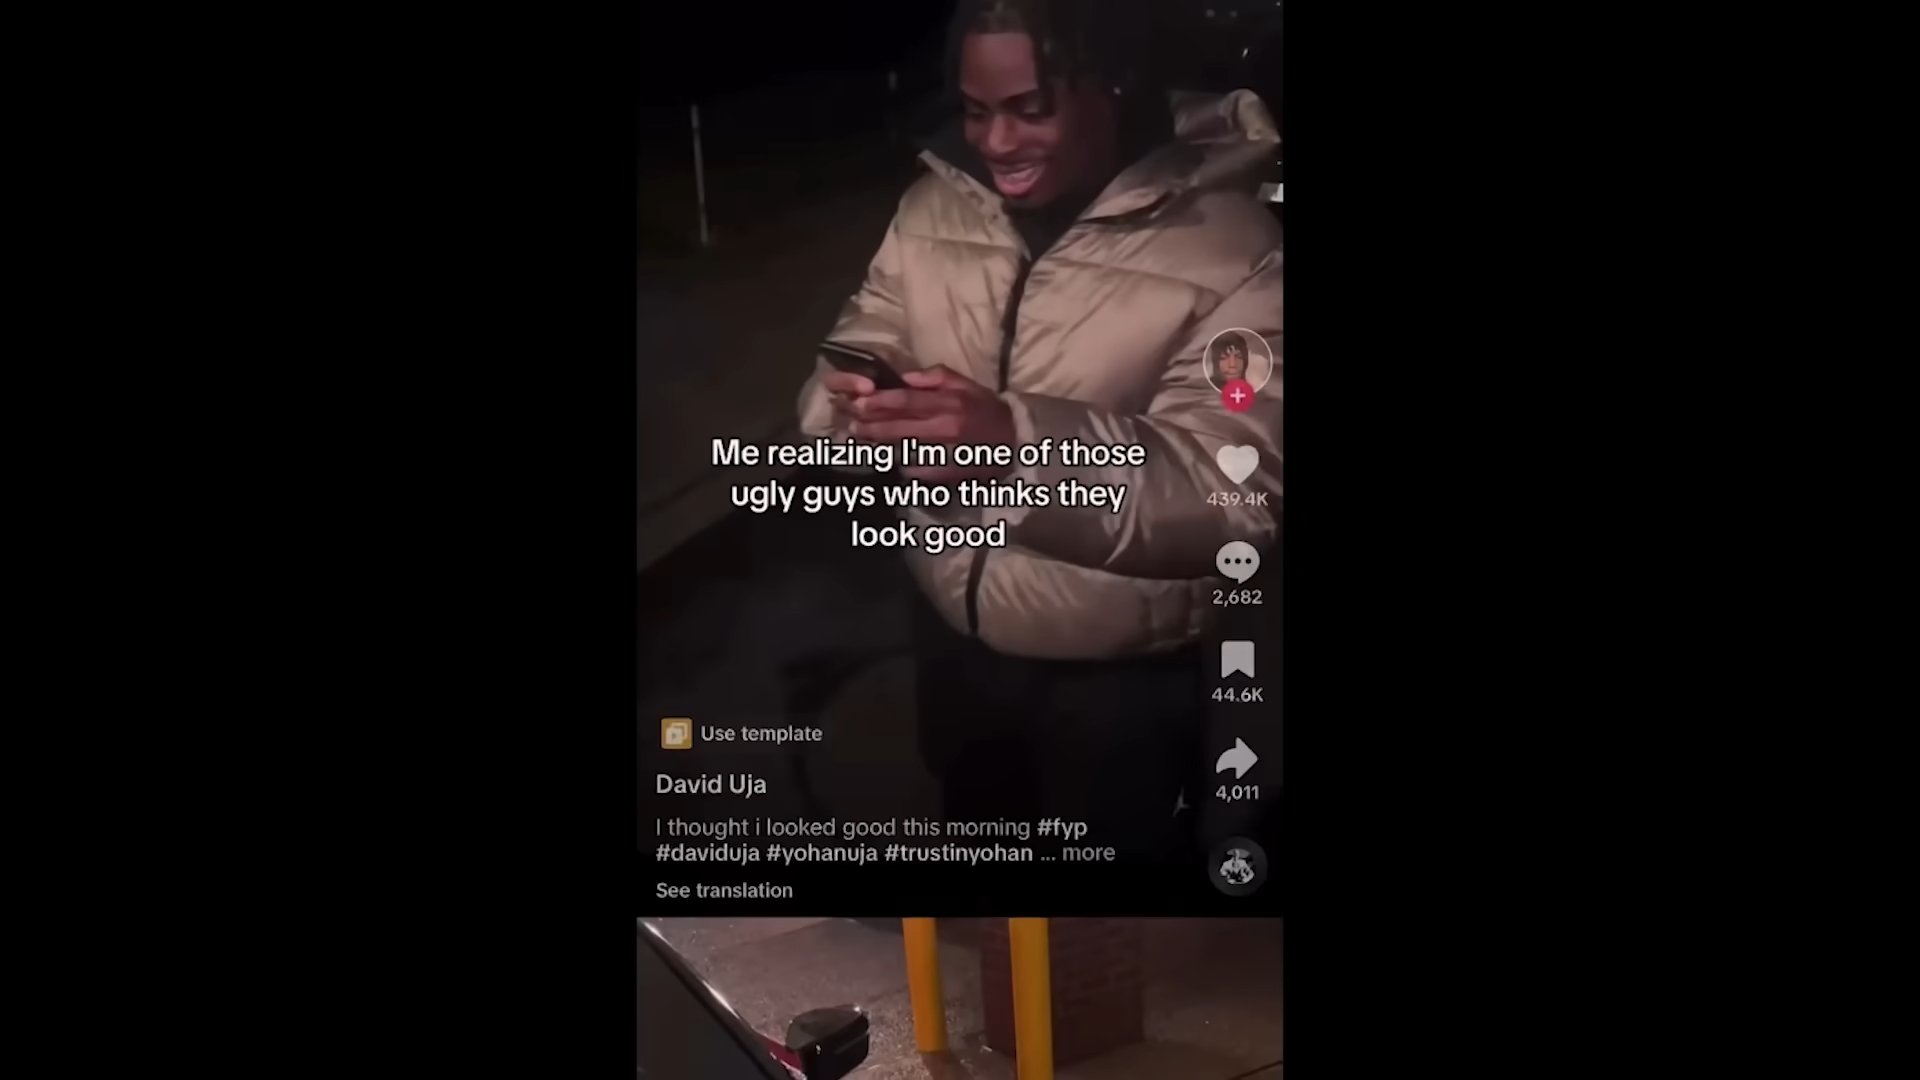 Me realizing I'm one of those
ugly guys who thinks they
look good
439.4K
2,682
44.6K
4,011
Use template
David Uja
I thought i looked good this morning #fyp
#daviduja #yohanuja #trustinyohan ... more
See translation